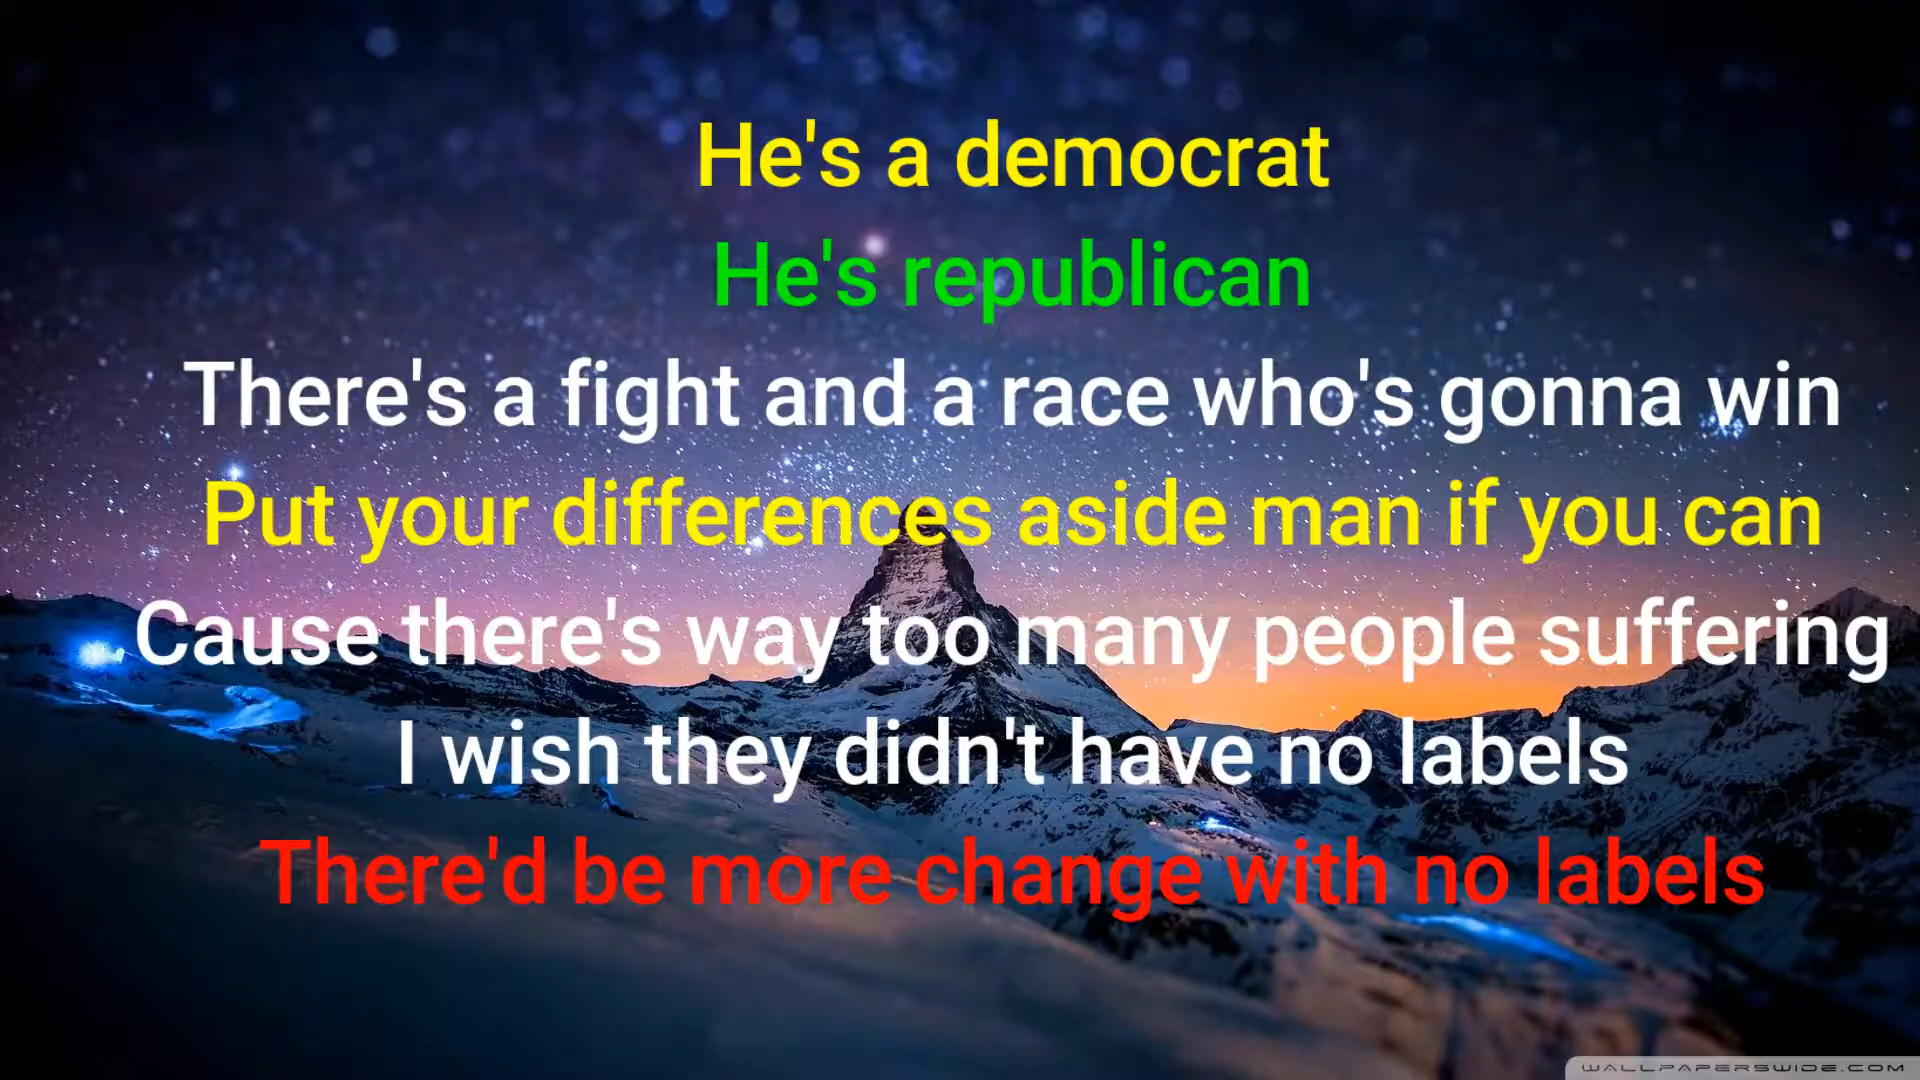 He's a democrat
He's republican
There's a fight and a race who's gonna win
Put your differences aside man if you can
Cause there's way too many people suffering
I wish they didn't have no labels
There'd be more change with no labels
WALLPAPERSWIDE.COM